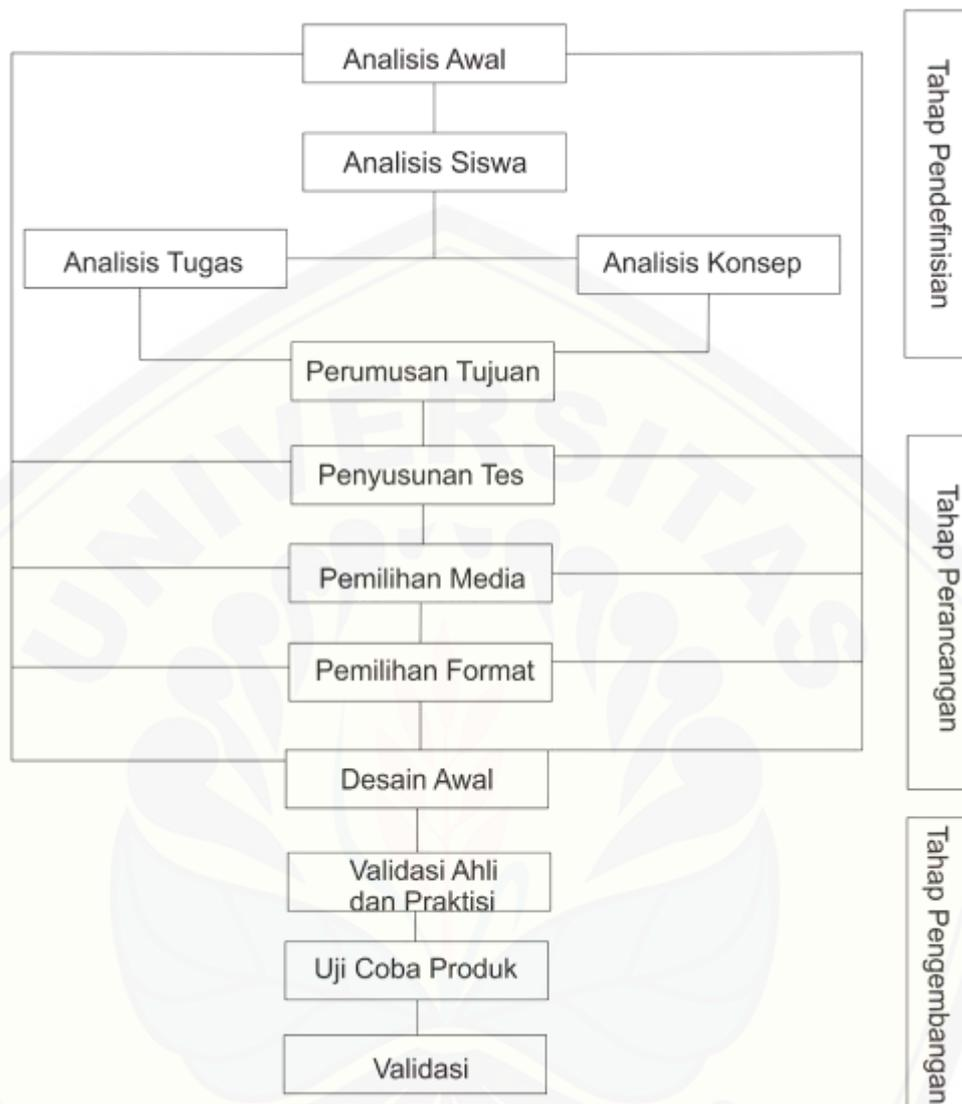 Analisis Awal
Analisis Siswa
Analisis Tugas
Analisis Konsep
Perumusan Tujuan
Penyusunan Tes
Pemilihan Media
Pemilihan Format
Desain Awal
Validasi Ahli
dan Praktisi
Uji Coba Produk
Validasi
Tahap Pendefinisian
Tahap Perancangan
Tahap Pengembangan
UNIVERSITAS